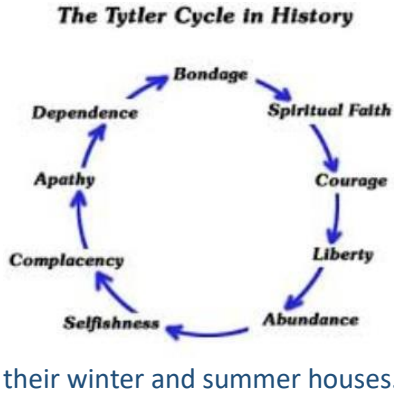 The Tytler Cycle in History
Bondage
Spiritual Faith
Courage
Liberty
Abundance
Selfishness
Complacency
Apathy
Dependence
their winter and summer houses.